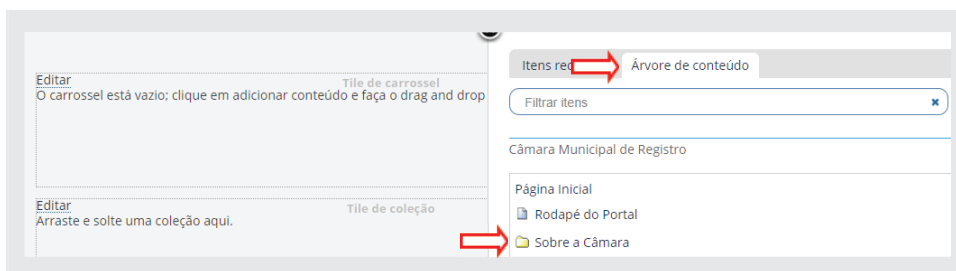 Editar
Tile de carrossel
O carrossel está vazio; clique em adicionar conteúdo e faça o drag and drop
Editar
Tile de coleção
Arraste e solte uma coleção aqui.
Itens
Árvore de conteúdo
Filtrar itens
Câmara Municipal de Registro
Página Inicial
Rodapé do Portal
Sobre a Câmara